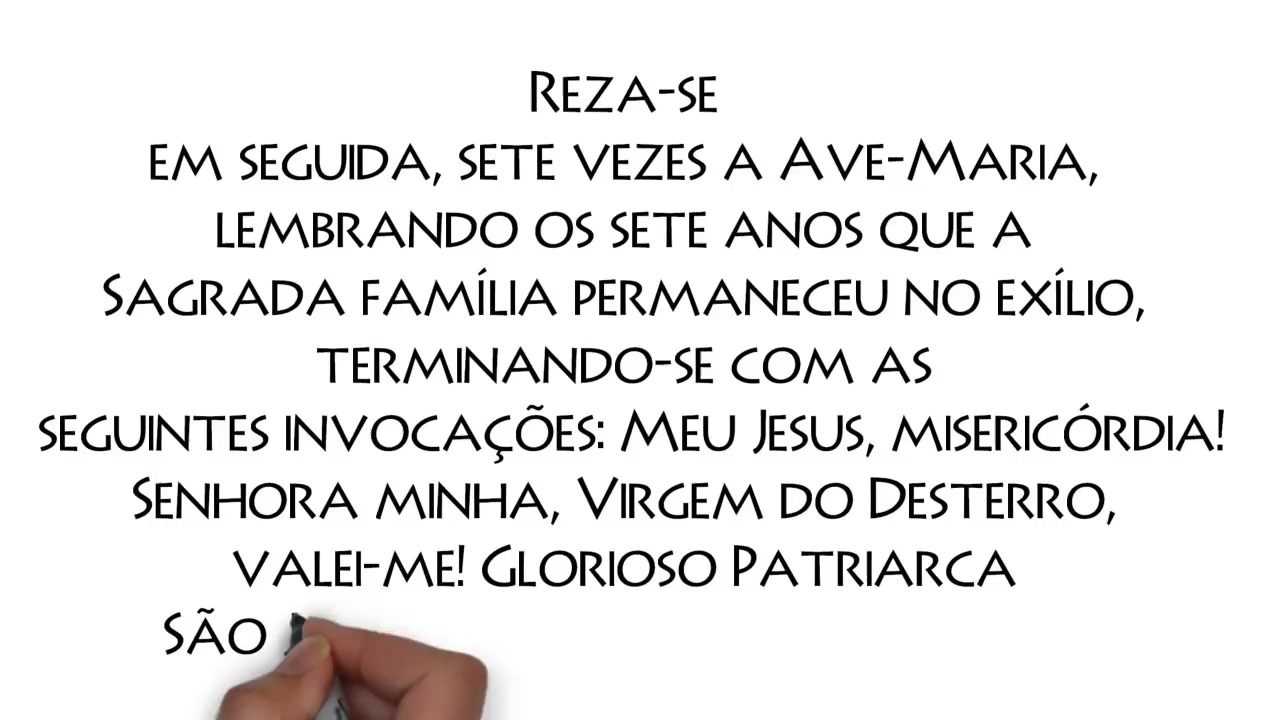 Reza-se
em seguida, sete vezes a Ave-Maria,
lembrando os sete anos que a
Sagrada família permaneceu no exílio,
terminando-se com as
seguintes invocações: Meu Jesus, misericórdia!
Senhora minha, Virgem do Desterro,
valei-me! Glorioso Patriarca
São